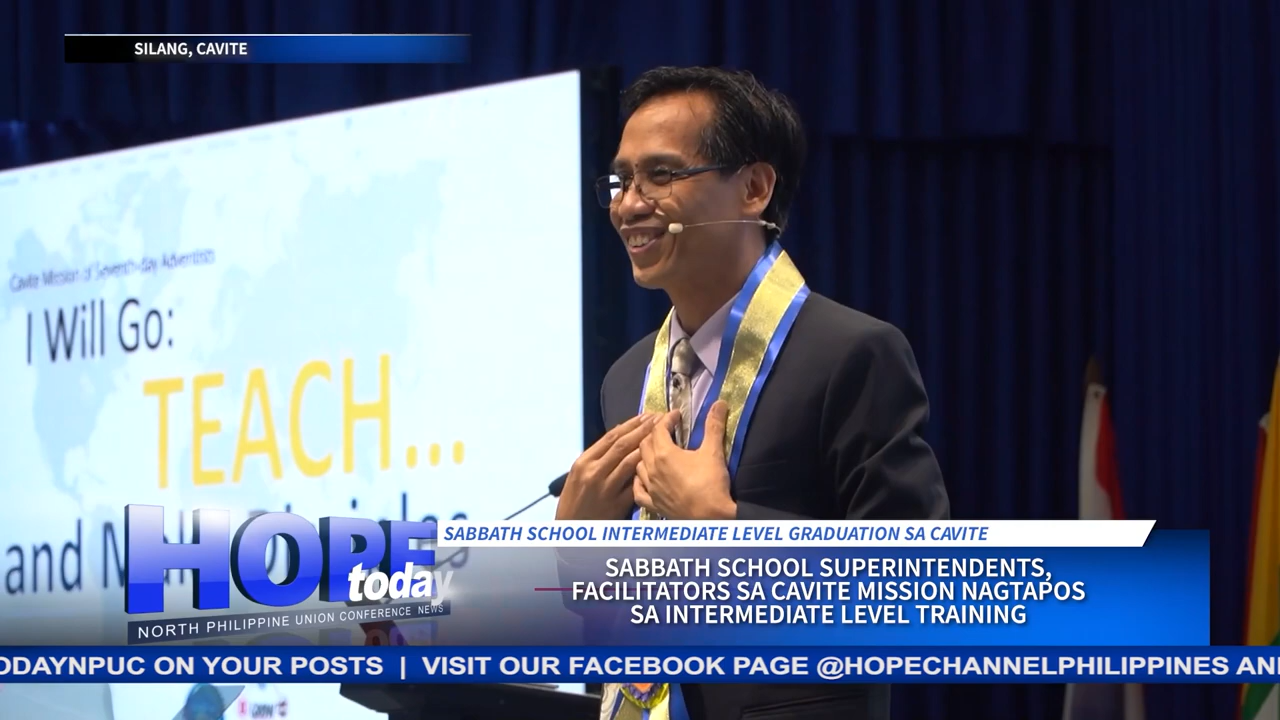 SILANG, CAVITE
Cavite Mission of Seventh-day Adventists
I Will Go:
TEACH...
and
HOPE
today
NORTH PHILIPPINE UNION CONFERENCE NEWS
SABBATH SCHOOL INTERMEDIATE LEVEL GRADUATION SA CAVITE
SABBATH SCHOOL SUPERINTENDENTS,
FACILITATORS SA CAVITE MISSION NAGTAPOS
SA INTERMEDIATE LEVEL TRAINING
ODAYNPUC ON YOUR POSTS | VISIT OUR FACEBOOK PAGE @HOPECHANNELPHILIPPINES AN